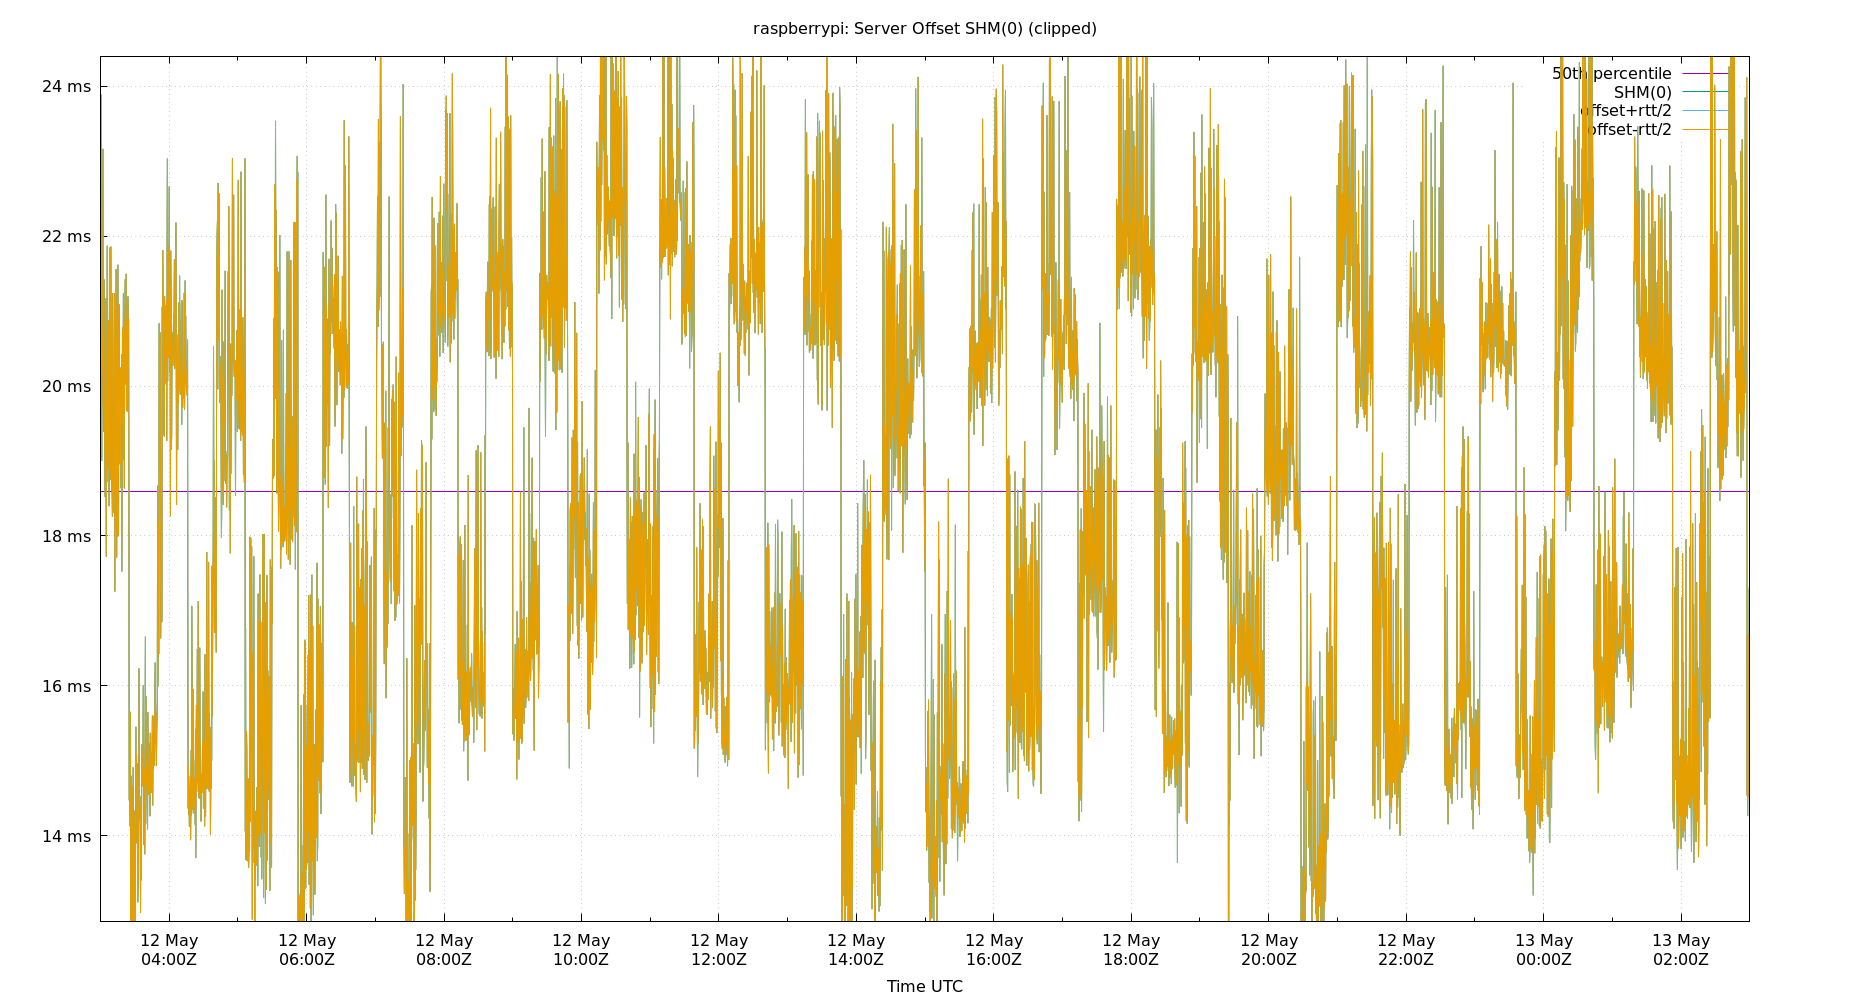 raspberrypi: Server Offset SHM(0) (clipped)
50th percentile
SHM(0)
offset+rtt/2
offset-rtt/2
24 ms
22 ms
20 ms
18 ms
16 ms
14 ms
12 May 12 May 12 May 12 May 12 May 12 May 12 May 12 May 12 May 12 May 13 May 13 May
04:00Z 06:00Z 08:00Z 10:00Z 12:00Z 14:00Z 16:00Z 18:00Z 20:00Z 22:00Z 00:00Z 02:00Z
Time UTC